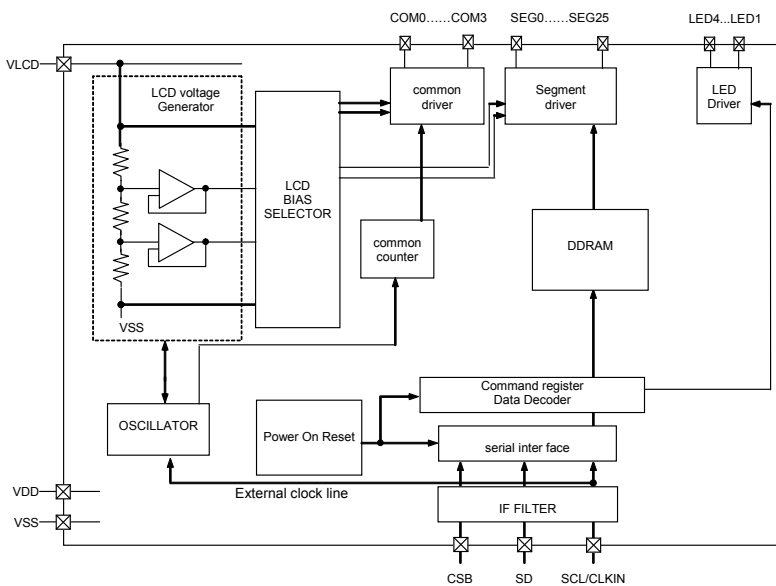 COM0......COM3
SEG0......SEG25
LED4...LED1
VLCD
LCD voltage
Generator
common
driver
Segment
driver
LED
Driver
LCD
BIAS
SELECTOR
common
counter
DDRAM
VSS
Command register
Data Decoder
OSCILLATOR
Power On Reset
serial inter face
VDD
External clock line
IF FILTER
VSS
CSB
SD
SCL/CLKIN